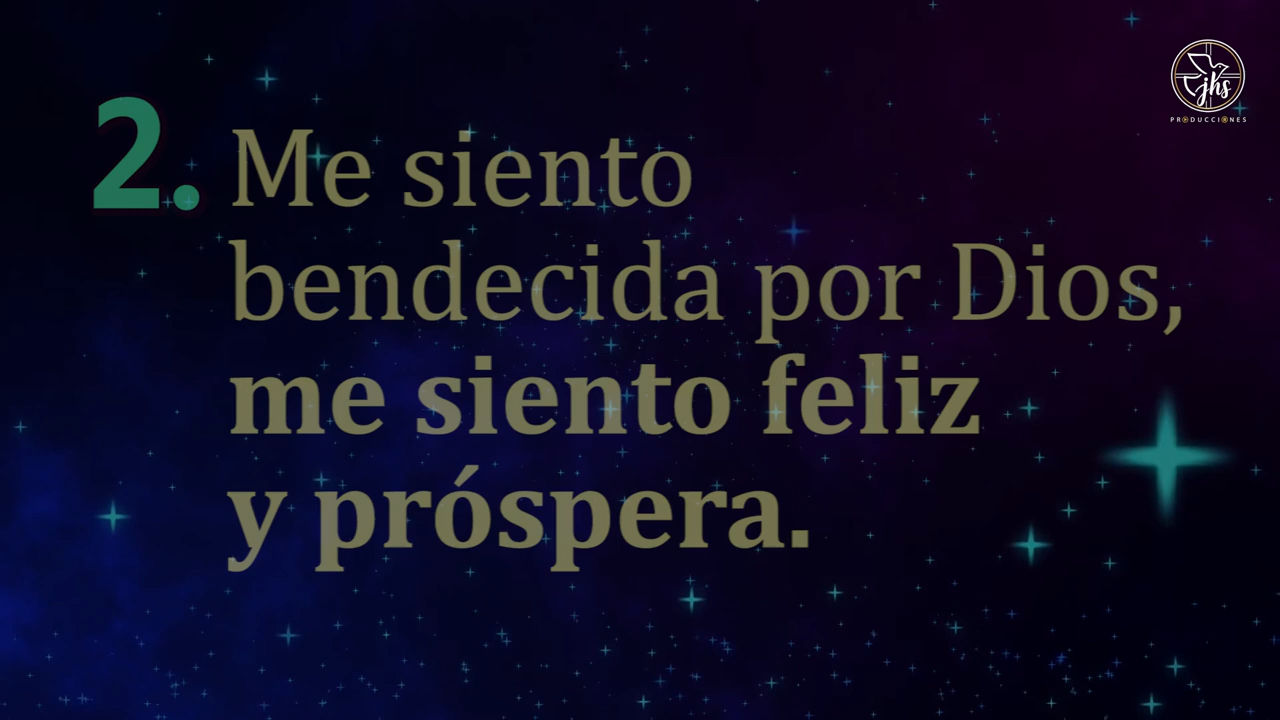 jhs
PRODUCCIONES
2. Me siento
bendecida por Dios,
me siento feliz
y próspera.